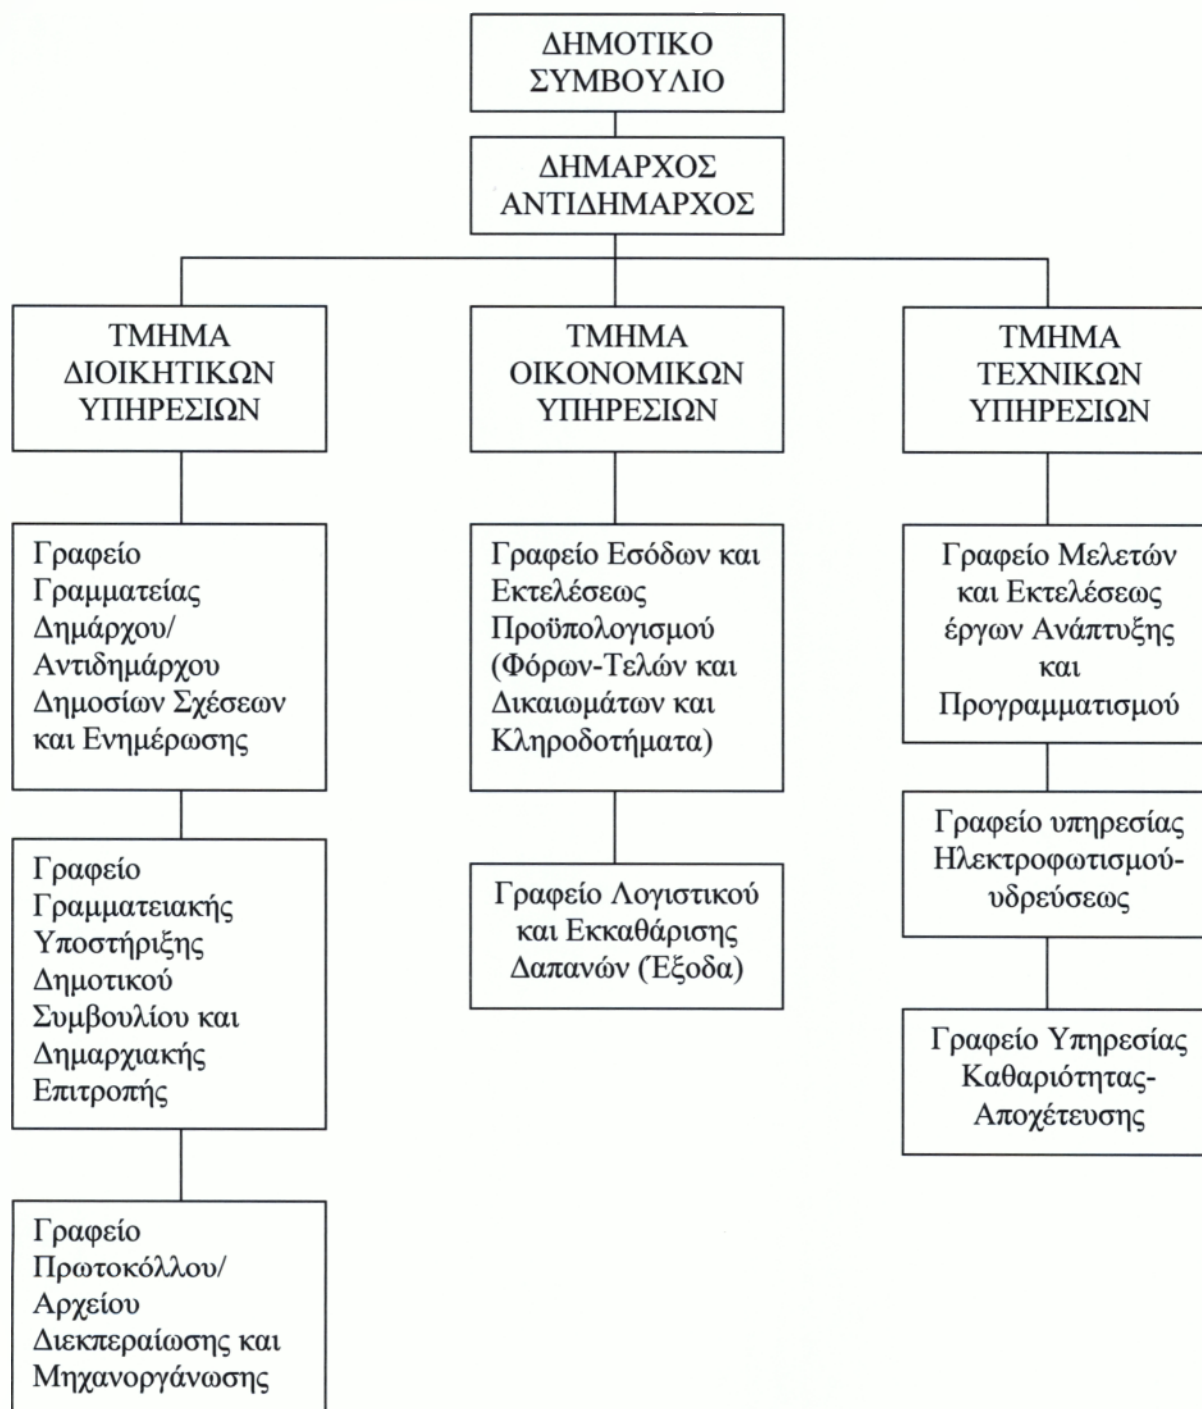 ΔΗΜΟΤΙΚΟ
ΣΥΜΒΟΥΛΙΟ
ΔΗΜΑΡΧΟΣ
ΑΝΤΙΔΗΜΑΡΧΟΣ
ΤΜΗΜΑ
ΔΙΟΙΚΗΤΙΚΩΝ
ΥΠΗΡΕΣΙΩΝ
ΤΜΗΜΑ
ΟΙΚΟΝΟΜΙΚΩΝ
ΥΠΗΡΕΣΙΩΝ
ΤΜΗΜΑ
ΤΕΧΝΙΚΩΝ
ΥΠΗΡΕΣΙΩΝ
Γραφείο
Γραμματείας
Δημάρχου/
Αντιδημάρχου
Δημοσίων Σχέσεων
και Ενημέρωσης
Γραφείο Εσόδων και
Εκτελέσεως
Προϋπολογισμού
(Φόρων-Τελών και
Δικαιωμάτων και
Κληροδοτήματα)
Γραφείο Μελετών
και Εκτελέσεως
έργων Ανάπτυξης
και
Προγραμματισμού
Γραφείο
Γραμματειακής
Υποστήριξης
Δημοτικού
Συμβουλίου και
Δημαρχιακής
Επιτροπής
Γραφείο Λογιστικού
και Εκκαθάρισης
Δαπανών (Έξοδα)
Γραφείο υπηρεσίας
Ηλεκτροφωτισμού-
υδρεύσεως
Γραφείο Υπηρεσίας
Καθαριότητας-
Αποχέτευσης
Γραφείο
Πρωτοκόλλου/
Αρχείου
Διεκπεραίωσης και
Μηχανοργάνωσης